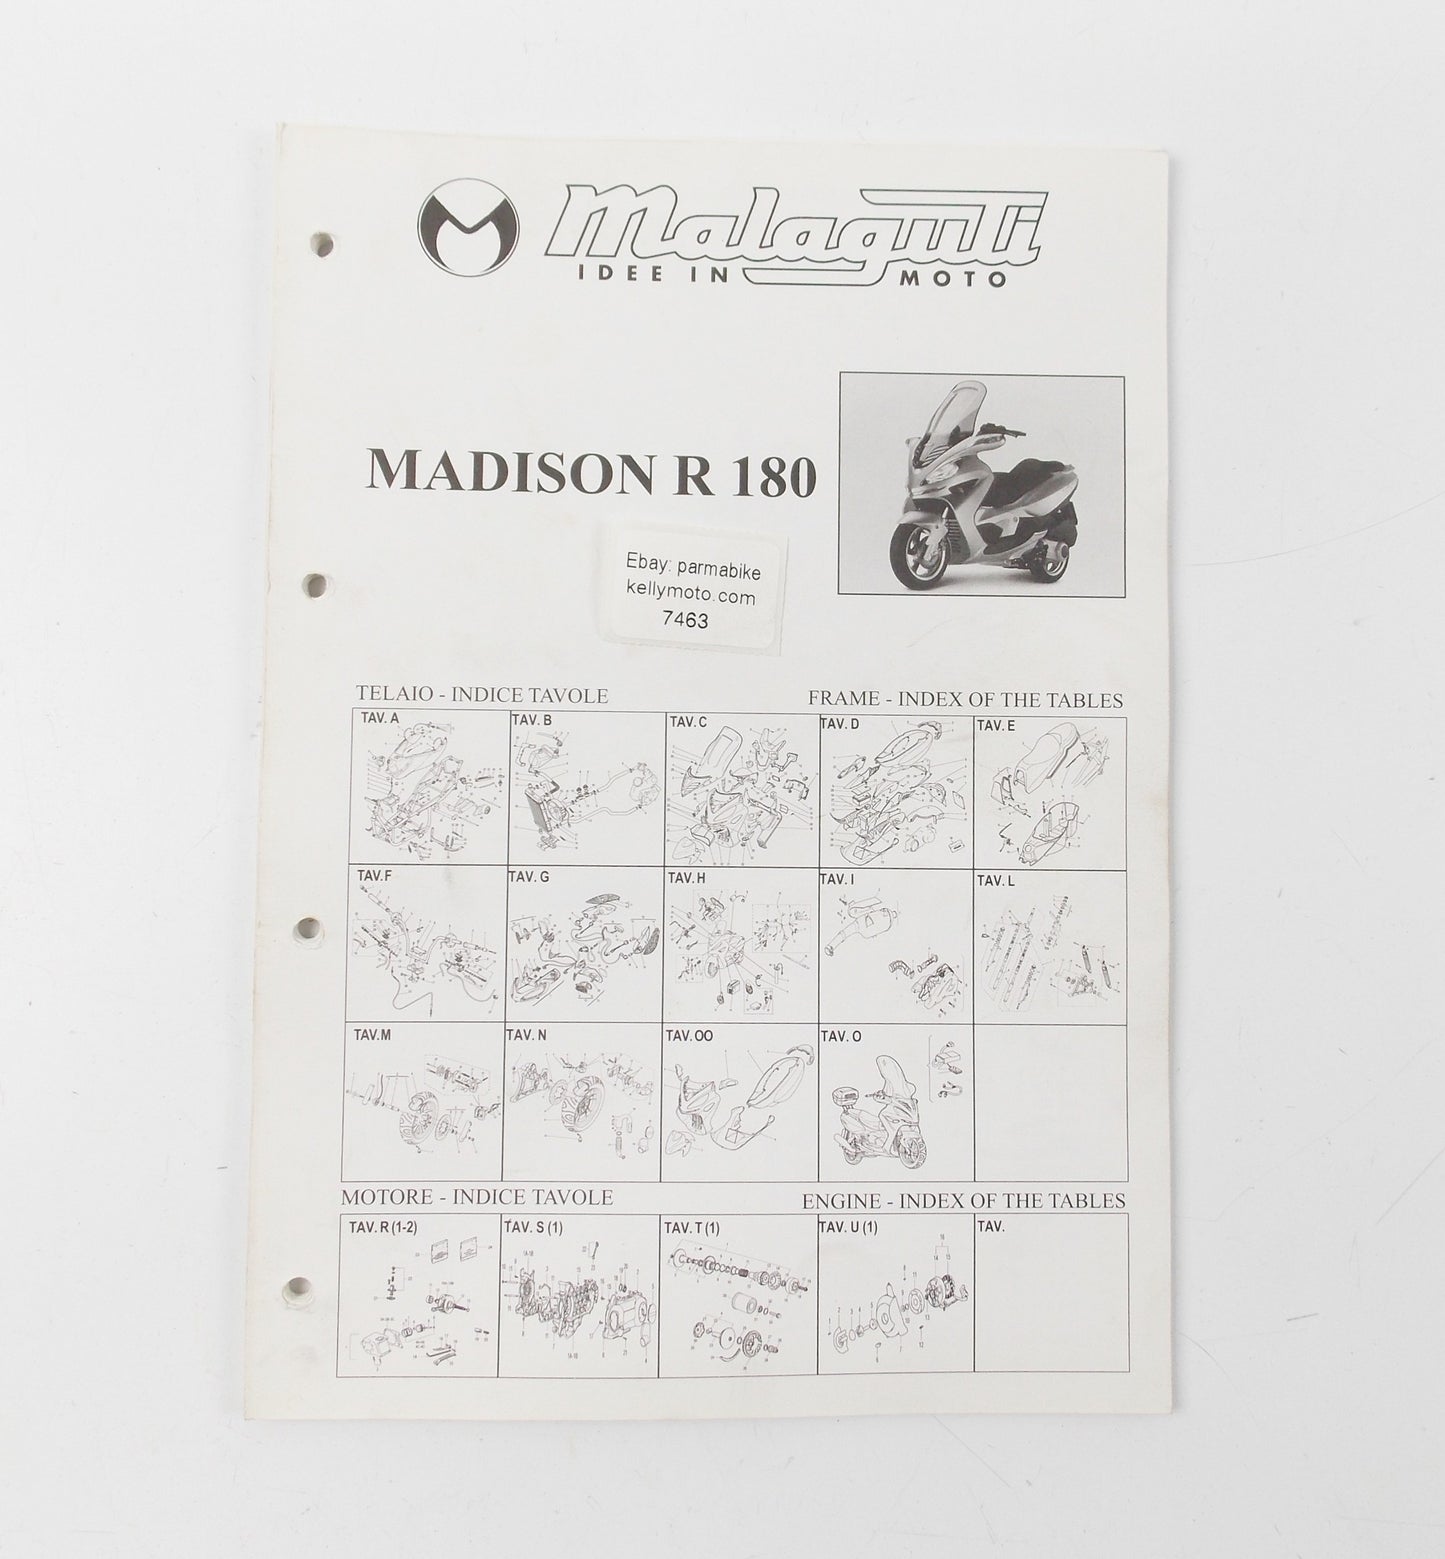 Malaguti
IDEE IN MOTO
MADISON R 180
Ebay: parmabike
kellymoto.com
7463
TELAIO - INDICE TAVOLE FRAME - INDEX OF THE TABLES
TAV. A TAV. B TAV. C TAV. D TAV. E
TAV. F TAV. G TAV. H TAV. I TAV. L
TAV. M TAV. N TAV. OO TAV. O
MOTORE - INDICE TAVOLE ENGINE - INDEX OF THE TABLES
TAV. R (1-2) TAV. S (1) TAV. T (1) TAV. U (1) TAV.